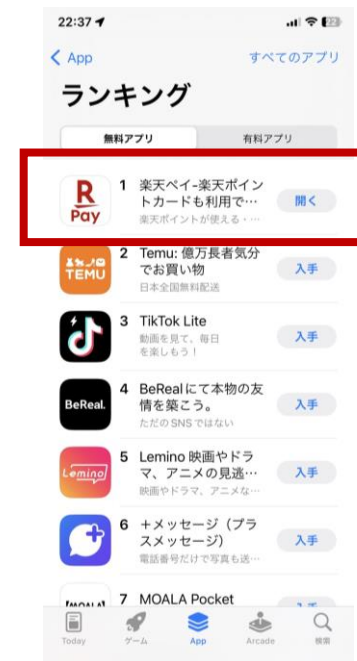 22:37
App
すべてのアプリ
ランキング
無料アプリ
有料アプリ
R
Pay
1 楽天ペイ-楽天ポイン
トカードも利用で…
楽天ポイントが使える・…
開く
TEMU
2 Temu: 億万長者気分
でお買い物
日本全国無料配送
入手
3 TikTok Lite
動画を見て、毎日
を楽しもう！
入手
BeReal.
4 BeRealにて本物の友
情を築こう。
ただのSNSではない
入手
Lemino
5 Lemino 映画やドラ
マ、アニメの見逃…
映画やドラマ、アニメな…
入手
6 ＋メッセージ（プラ
スメッセージ）
電話番号だけで写真も送…
入手
7 MOALA Pocket
Today
ゲーム
App
Arcade
検索